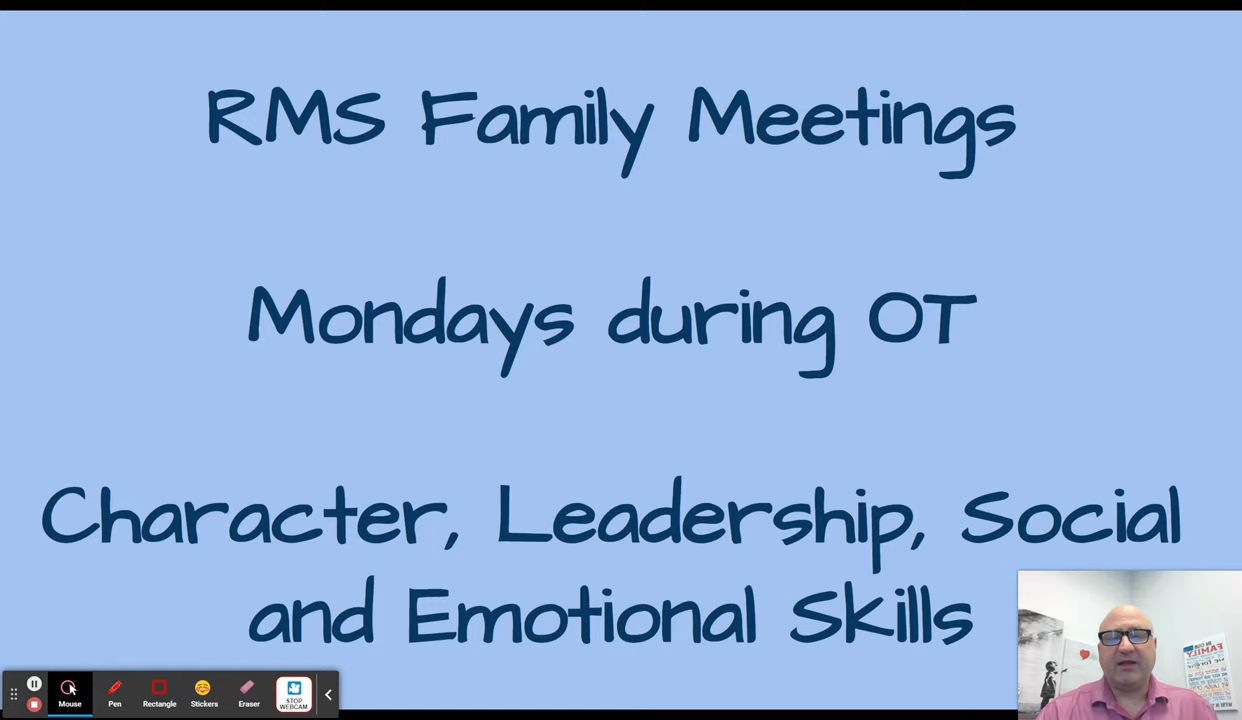 RMS Family Meetings
Mondays during OT
Character, Leadership, Social
and Emotional Skills
Mouse
Pen
Rectangle
Stickers
Eraser
STOP
WEBCAM
FAMILY